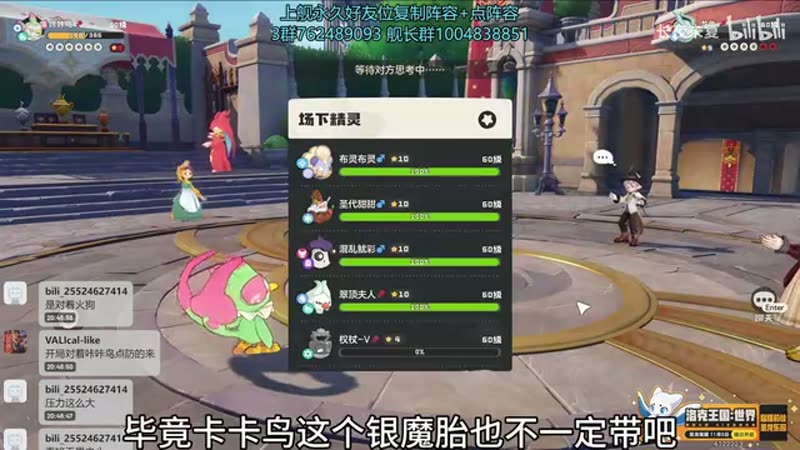 上舰永久好友位复制阵容+点阵容
3群762489093 舰长群1004838851
等待对方思考中······
bilibili
场下精灵
布灵布灵 10 60级
100%
圣代甜甜 10 60级
100%
混乱鱿彩 10 60级
100%
翠顶夫人 10 60级
100%
权杖-V 4 60级
0%
bili_25524627414
是对着火狗
20:46:56
VALIcal-like
开局对着咔咔鸟点防的来
20:46:50
bili_25524627414
压力这么大
20:46:47
bili_25524627414
Enter
聊天
洛克王国:世界
毕竟卡卡鸟这个银魔胎也不一定带吧